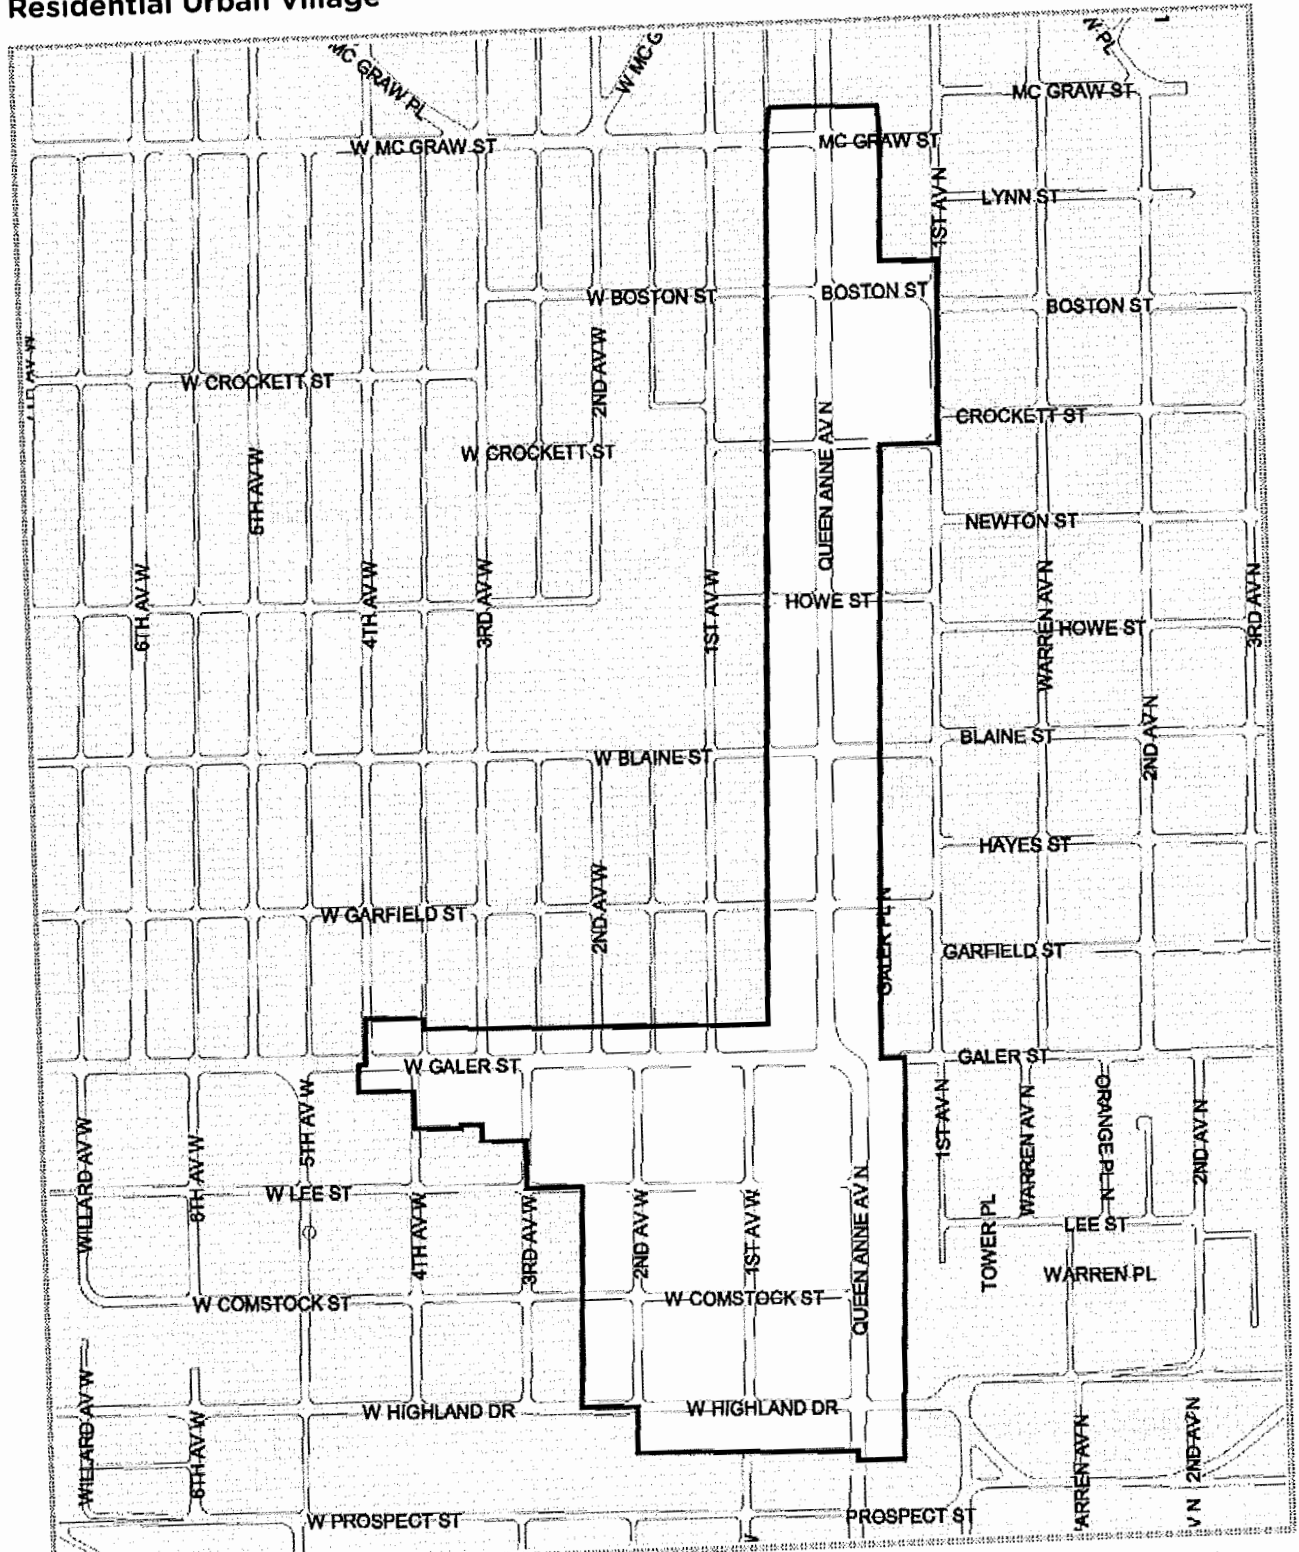 Residential Urban Village
MC GRAW PL
W MC G
N PL
MC GRAW ST
W MC GRAW ST
MC GRAW ST
1ST AV N
LYNN ST
W BOSTON ST
BOSTON ST
BOSTON ST
W CROCKETT ST
2ND AV W
CROCKETT ST
W CROCKETT ST
QUEEN ANNE AV N
5TH AV W
NEWTON ST
6TH AV W
4TH AV W
3RD AV W
1ST AV W
HOWE ST
WARREN AV N
HOWE ST
3RD AV N
W BLAINE ST
BLAINE ST
2ND AV N
HAYES ST
W GARFIELD ST
2ND AV W
GALER PL N
GARFIELD ST
W GALER ST
GALER ST
WILLARD AV W
6TH AV W
5TH AV W
1ST AV N
WARREN AV N
ORANGE PL N
2ND AV N
W LEE ST
4TH AV W
3RD AV W
2ND AV W
1ST AV W
QUEEN ANNE AV N
TOWER PL
LEE ST
WARREN PL
W COMSTOCK ST
W COMSTOCK ST
WILLARD AV W
6TH AV W
W HIGHLAND DR
W HIGHLAND DR
ARREN AV N
2ND AV N
V N
W PROSPECT ST
PROSPECT ST